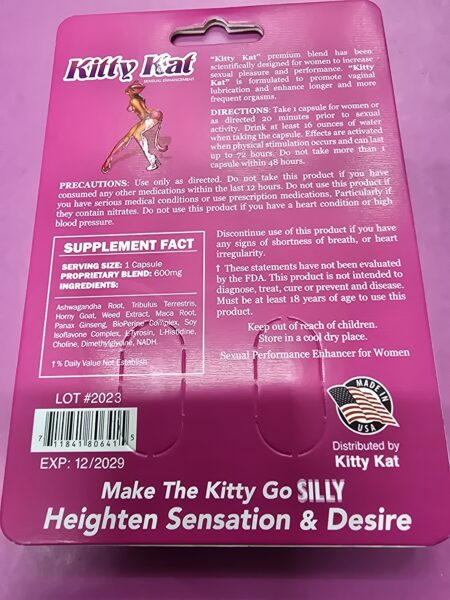 Kitty Kat
SEXUAL ENHANCEMENT
"Kitty Kat" premium blend has been
scientifically designed for women to increase
sexual pleasure and performance. "Kitty
Kat" is formulated to promote vaginal
lubrication and enhance longer and more
frequent orgasms.
DIRECTIONS: Take 1 capsule for women or
as directed 20 minutes prior to sexual
activity. Drink at least 16 ounces of water
when taking the capsule. Effects are activated
when physical stimulation occurs and can last
up to 72 hours. Do not take more than 1
capsule within 48 hours.
PRECAUTIONS: Use only as directed. Do not take this product if you have
consumed any other medications within the last 12 hours. Do not use this product if
you have serious medical conditions or use prescription medications, Particularly if
they contain nitrates. Do not use this product if you have a heart condition or high
blood pressure.
SUPPLEMENT FACT
SERVING SIZE: 1 Capsule
PROPRIETARY BLEND: 600mg
INGREDIENTS:
Ashwagandha Root, Tribulus Terrestris,
Horny Goat, Weed Extract, Maca Root,
Panax Ginseng, BioPerine Complex, Soy
Isoflavone Complex, L-Tyrosin, L-Histidine,
Choline, Dimethylglycine, NADH.
† % Daily Value Not Establish
Discontinue use of this product if you have
any signs of shortness of breath, or heart
irregularity.
† These statements have not been evaluated
by the FDA. This product is not intended to
diagnose, treat, cure or prevent and disease.
Must be at least 18 years of age to use this
product.
Keep out of reach of children.
Store in a cool dry place.
Sexual Performance Enhancer for Women
LOT #2023
7 11841 80641 5
EXP: 12/2029
MADE IN
USA
Distributed by
Kitty Kat
Make The Kitty Go SILLY
Heighten Sensation & Desire